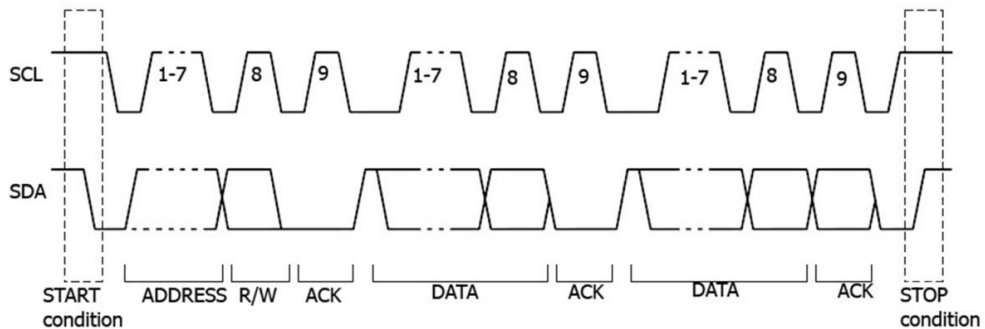 SCL 1-7 8 9 1-7 8 9 1-7 8 9
SDA
START ADDRESS R/W ACK DATA ACK DATA ACK STOP
condition condition